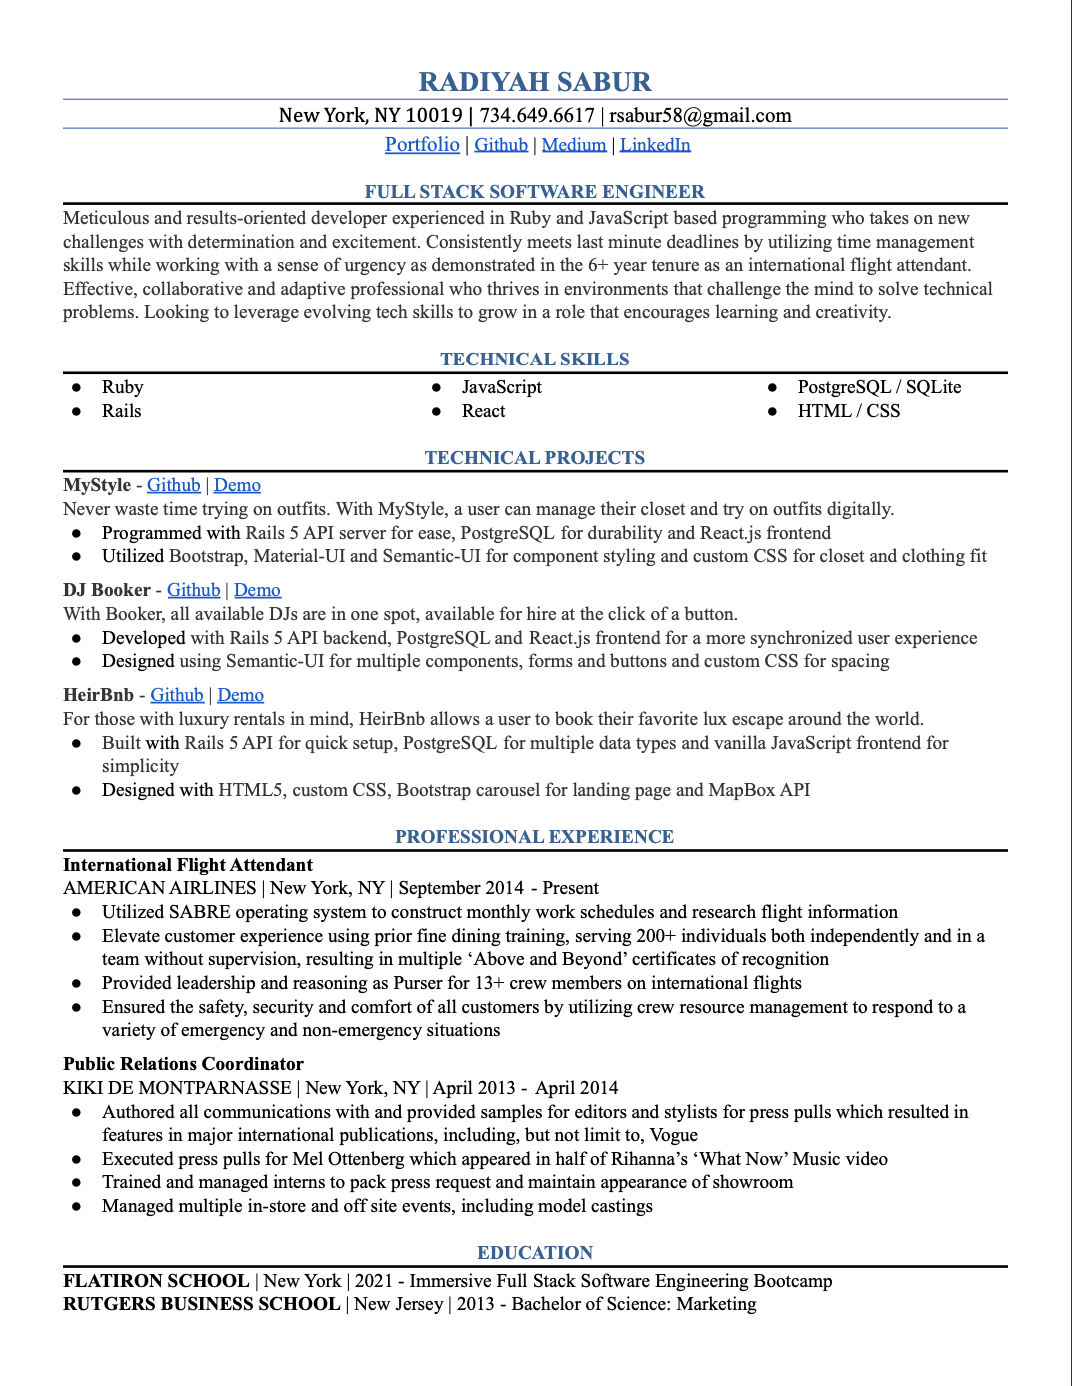 RADIYAH SABUR
New York, NY 10019 | 734.649.6617 | rsabur58@gmail.com
Portfolio | Github | Medium | LinkedIn
FULL STACK SOFTWARE ENGINEER
Meticulous and results-oriented developer experienced in Ruby and JavaScript based programming who takes on new
challenges with determination and excitement. Consistently meets last minute deadlines by utilizing time management
skills while working with a sense of urgency as demonstrated in the 6+ year tenure as an international flight attendant.
Effective, collaborative and adaptive professional who thrives in environments that challenge the mind to solve technical
problems. Looking to leverage evolving tech skills to grow in a role that encourages learning and creativity.
TECHNICAL SKILLS
● Ruby ● JavaScript ● PostgreSQL / SQLite
● Rails ● React ● HTML / CSS
TECHNICAL PROJECTS
MyStyle - Github | Demo
Never waste time trying on outfits. With MyStyle, a user can manage their closet and try on outfits digitally.
● Programmed with Rails 5 API server for ease, PostgreSQL for durability and React.js frontend
● Utilized Bootstrap, Material-UI and Semantic-UI for component styling and custom CSS for closet and clothing fit
DJ Booker - Github | Demo
With Booker, all available DJs are in one spot, available for hire at the click of a button.
● Developed with Rails 5 API backend, PostgreSQL and React.js frontend for a more synchronized user experience
● Designed using Semantic-UI for multiple components, forms and buttons and custom CSS for spacing
HeirBnb - Github | Demo
For those with luxury rentals in mind, HeirBnb allows a user to book their favorite lux escape around the world.
● Built with Rails 5 API for quick setup, PostgreSQL for multiple data types and vanilla JavaScript frontend for
simplicity
● Designed with HTML5, custom CSS, Bootstrap carousel for landing page and MapBox API
PROFESSIONAL EXPERIENCE
International Flight Attendant
AMERICAN AIRLINES | New York, NY | September 2014 - Present
● Utilized SABRE operating system to construct monthly work schedules and research flight information
● Elevate customer experience using prior fine dining training, serving 200+ individuals both independently and in a
team without supervision, resulting in multiple ‘Above and Beyond’ certificates of recognition
● Provided leadership and reasoning as Purser for 13+ crew members on international flights
● Ensured the safety, security and comfort of all customers by utilizing crew resource management to respond to a
variety of emergency and non-emergency situations
Public Relations Coordinator
KIKI DE MONTPARNASSE | New York, NY | April 2013 - April 2014
● Authored all communications with and provided samples for editors and stylists for press pulls which resulted in
features in major international publications, including, but not limit to, Vogue
● Executed press pulls for Mel Ottenberg which appeared in half of Rihanna’s ‘What Now’ Music video
● Trained and managed interns to pack press request and maintain appearance of showroom
● Managed multiple in-store and off site events, including model castings
EDUCATION
FLATIRON SCHOOL | New York | 2021 - Immersive Full Stack Software Engineering Bootcamp
RUTGERS BUSINESS SCHOOL | New Jersey | 2013 - Bachelor of Science: Marketing